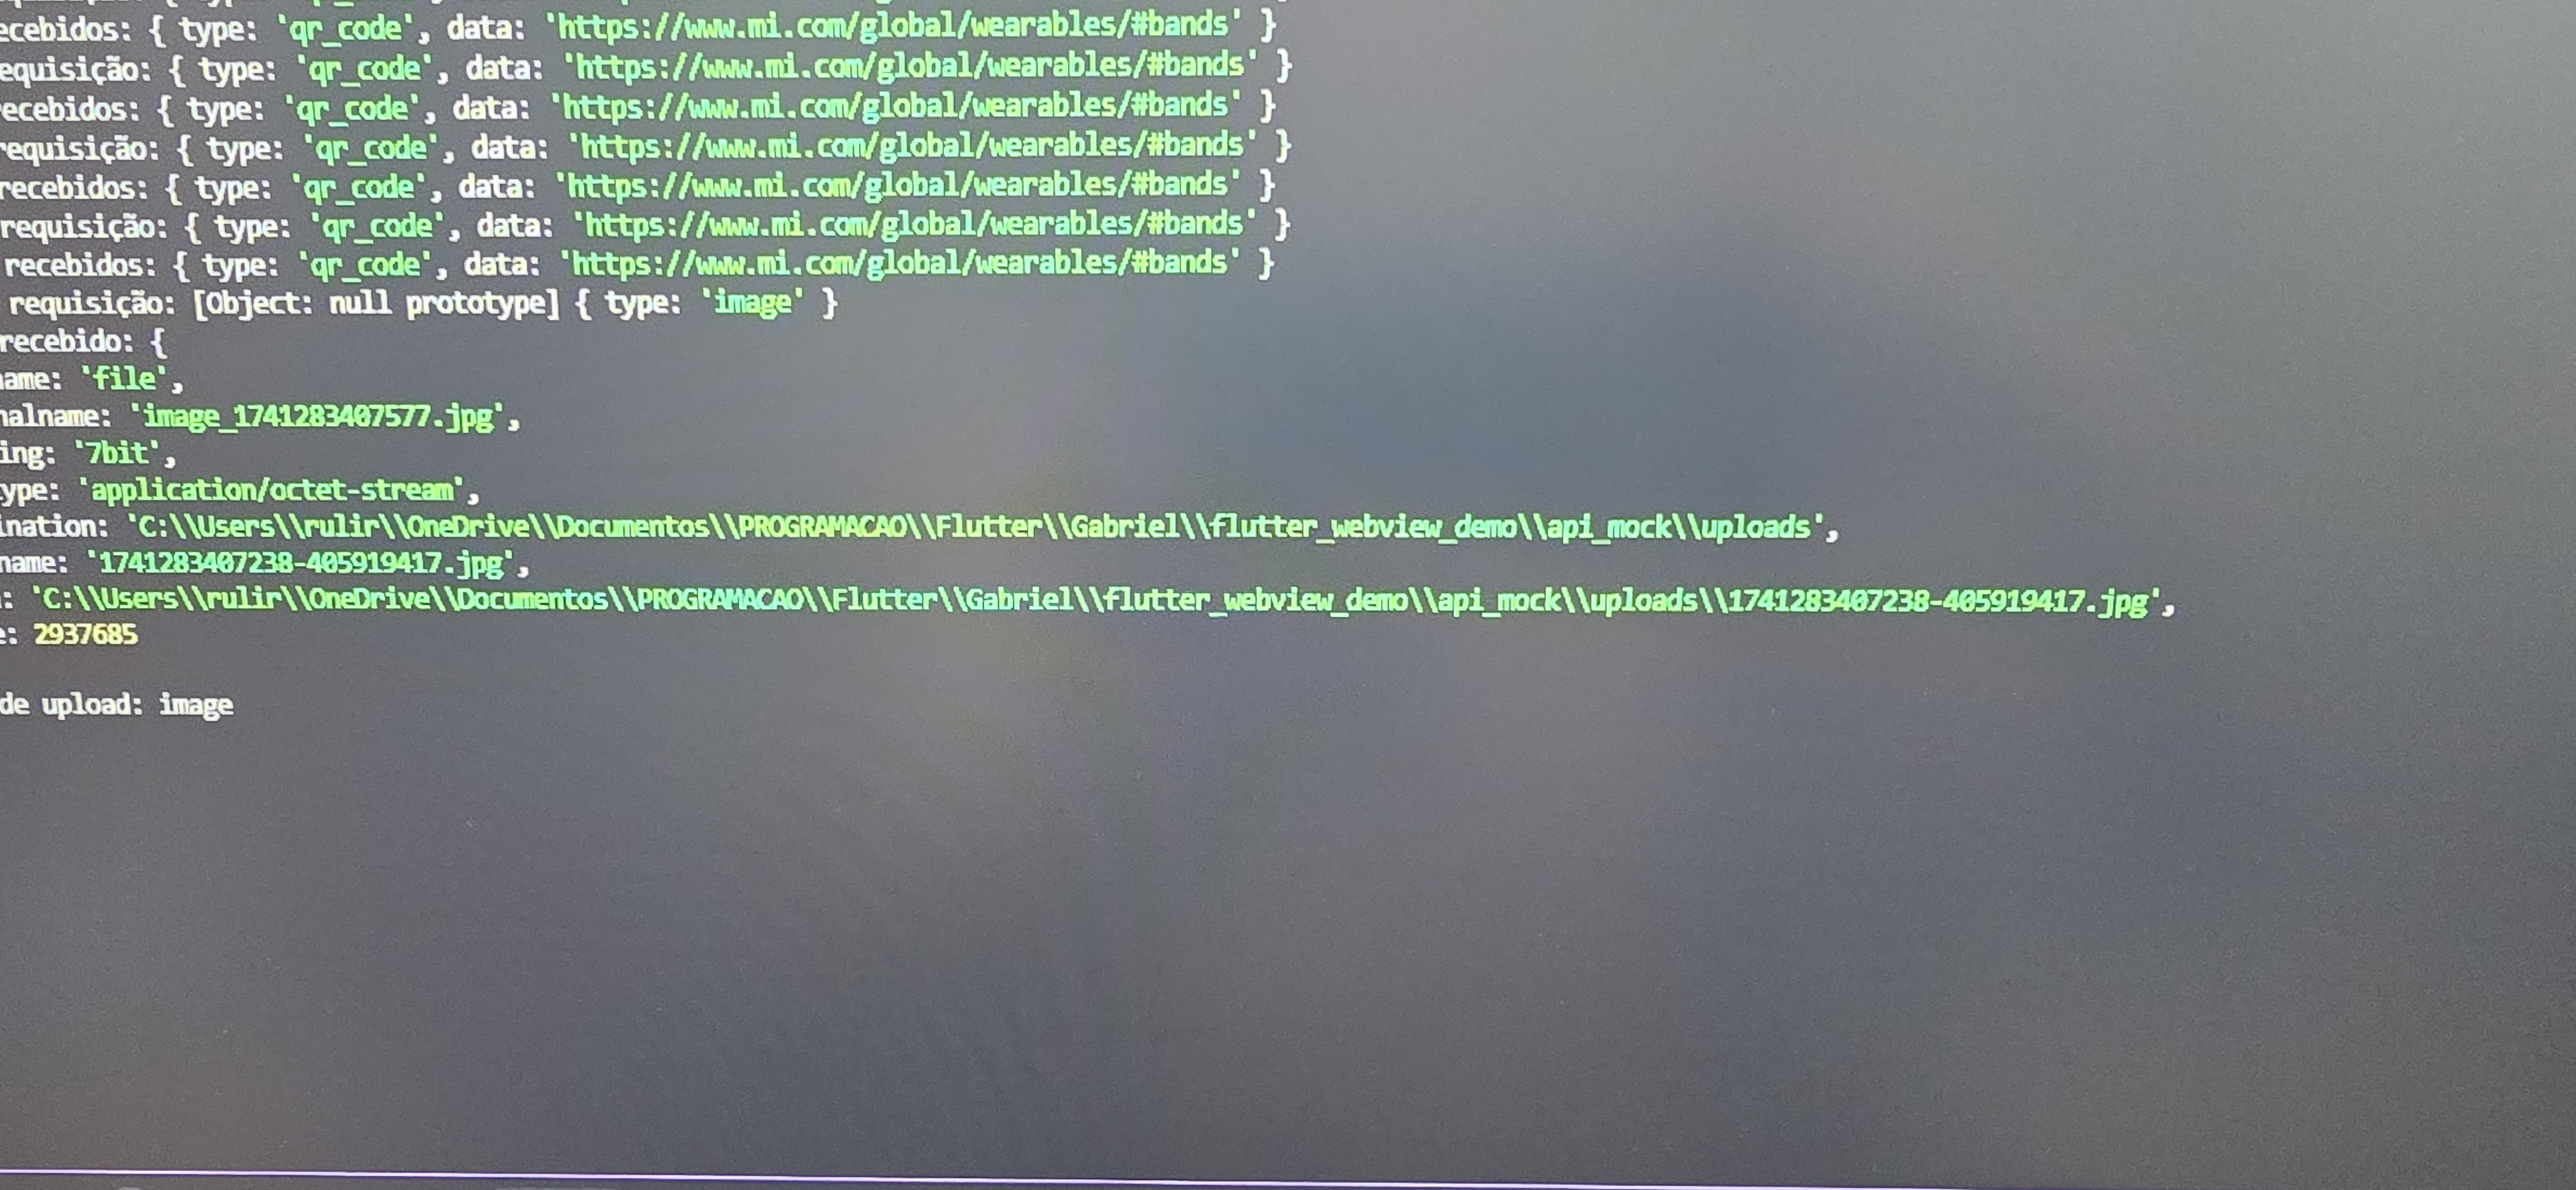 ecebidos: { type: 'qr_code', data: 'https://www.mi.com/global/wearables/#bands' }
equisição: { type: 'qr_code', data: 'https://www.mi.com/global/wearables/#bands' }
ecebidos: { type: 'qr_code', data: 'https://www.mi.com/global/wearables/#bands' }
requisição: { type: 'qr_code', data: 'https://www.mi.com/global/wearables/#bands' }
recebidos: { type: 'qr_code', data: 'https://www.mi.com/global/wearables/#bands' }
requisição: { type: 'qr_code', data: 'https://www.mi.com/global/wearables/#bands' }
recebidos: { type: 'qr_code', data: 'https://www.mi.com/global/wearables/#bands' }
requisição: [Object: null prototype] { type: 'image' }
recebido: {
ame: 'file',
nalname: 'image_1741283407577.jpg',
ing: '7bit',
ype: 'application/octet-stream',
ination: 'C:\\Users\\rulir\\OneDrive\\Documentos\\PROGRAMACAO\\Flutter\\Gabriel\\flutter_webview_demo\\api_mock\\uploads',
name: '1741283407238-405919417.jpg',
: 'C:\\Users\\rulir\\OneDrive\\Documentos\\PROGRAMACAO\\Flutter\\Gabriel\\flutter_webview_demo\\api_mock\\uploads\\1741283407238-405919417.jpg',
e: 2937685
de upload: image